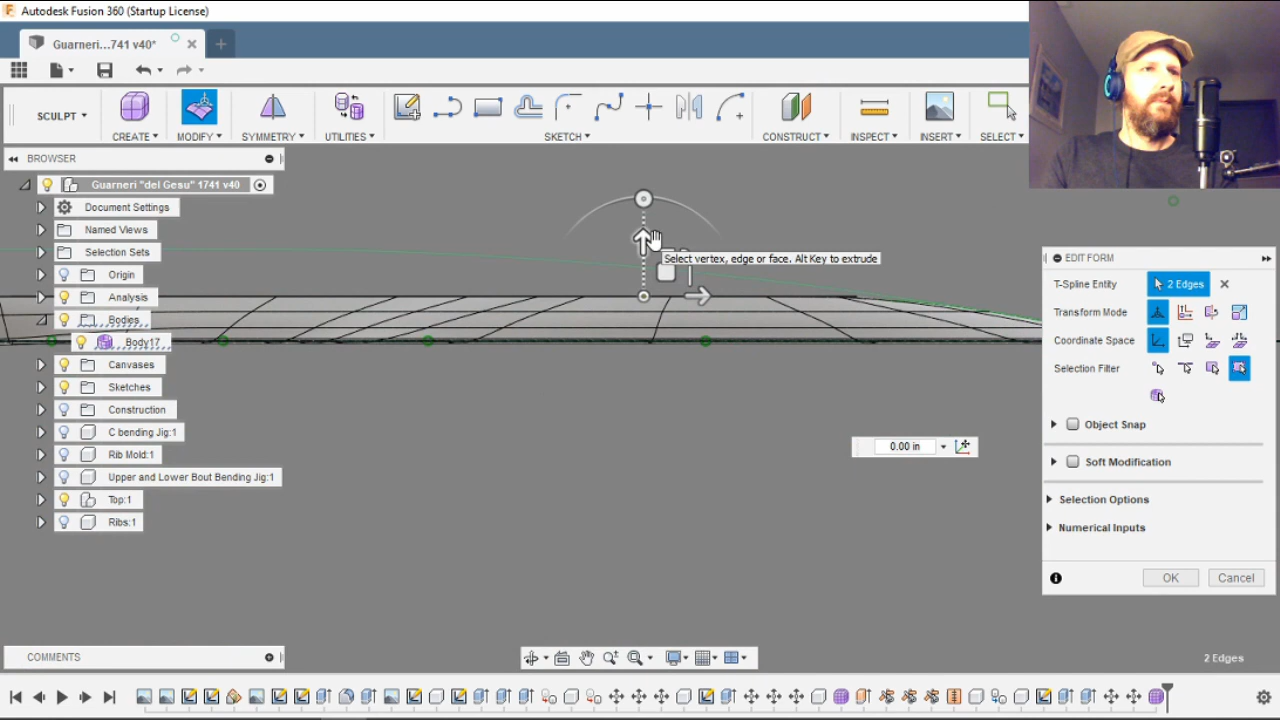 Autodesk Fusion 360 (Startup License)
Guarneri...741 v40*
SCULPT
CREATE
MODIFY
SYMMETRY
UTILITIES
SKETCH
CONSTRUCT
INSPECT
INSERT
SELECT
BROWSER
Guarneri "del Gesu" 1741 v40
Document Settings
Named Views
Selection Sets
Origin
Analysis
Bodies
Body17
Canvases
Sketches
Construction
C bending Jig:1
Rib Mold:1
Upper and Lower Bout Bending Jig:1
Top:1
Ribs:1
Select vertex, edge or face. Alt Key to extrude
0.00 in
EDIT FORM
T-Spline Entity
2 Edges
Transform Mode
Coordinate Space
Selection Filter
Object Snap
Soft Modification
Selection Options
Numerical Inputs
OK
Cancel
COMMENTS
2 Edges